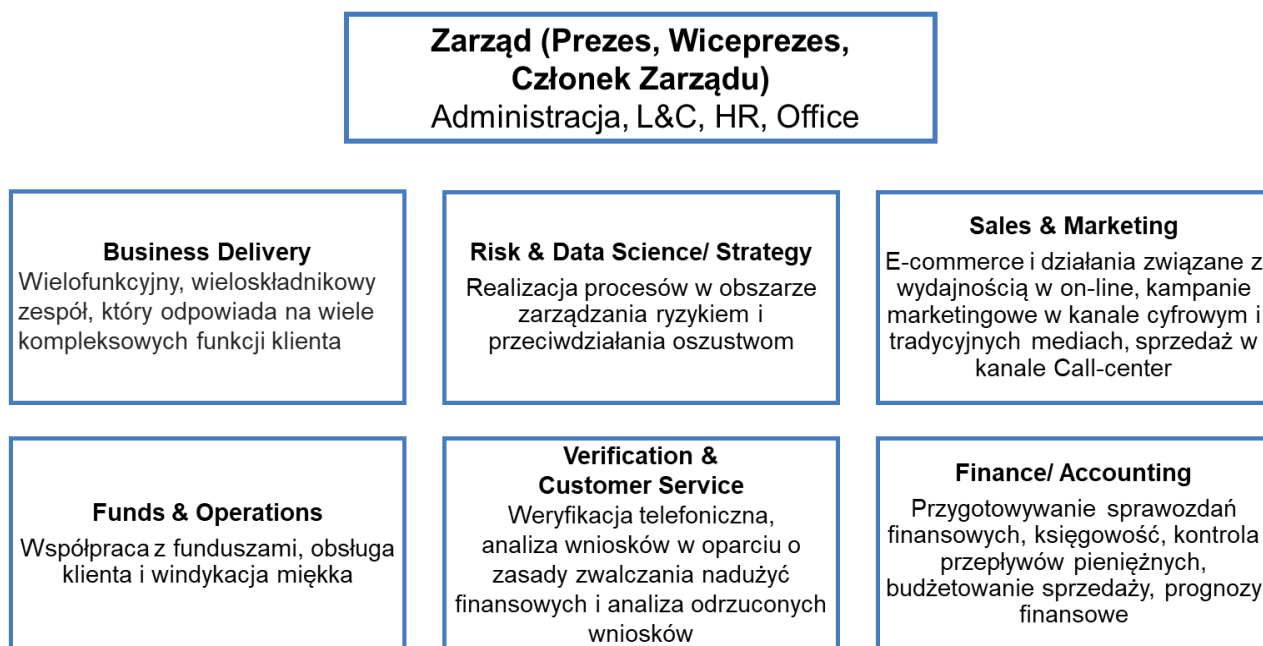 Zarząd (Prezes, Wiceprezes,
Członek Zarządu)
Administracja, L&C, HR, Office
Business Delivery
Wielofunkcyjny, wieloskładnikowy
zespół, który odpowiada na wiele
kompleksowych funkcji klienta
Risk & Data Science/ Strategy
Realizacja procesów w obszarze
zarządzania ryzykiem i
przeciwdziałania oszustwom
Sales & Marketing
E-commerce i działania związane z
wydajnością w on-line, kampanie
marketingowe w kanale cyfrowym i
tradycyjnych mediach, sprzedaż w
kanale Call-center
Funds & Operations
Współpraca z funduszami, obsługa
klienta i windykacja miękka
Verification &
Customer Service
Weryfikacja telefoniczna,
analiza wniosków w oparciu o
zasady zwalczania nadużyć
finansowych i analiza odrzuconych
wniosków
Finance/ Accounting
Przygotowywanie sprawozdań
finansowych, księgowość, kontrola
przepływów pieniężnych,
budżetowanie sprzedaży, prognozy
finansowe